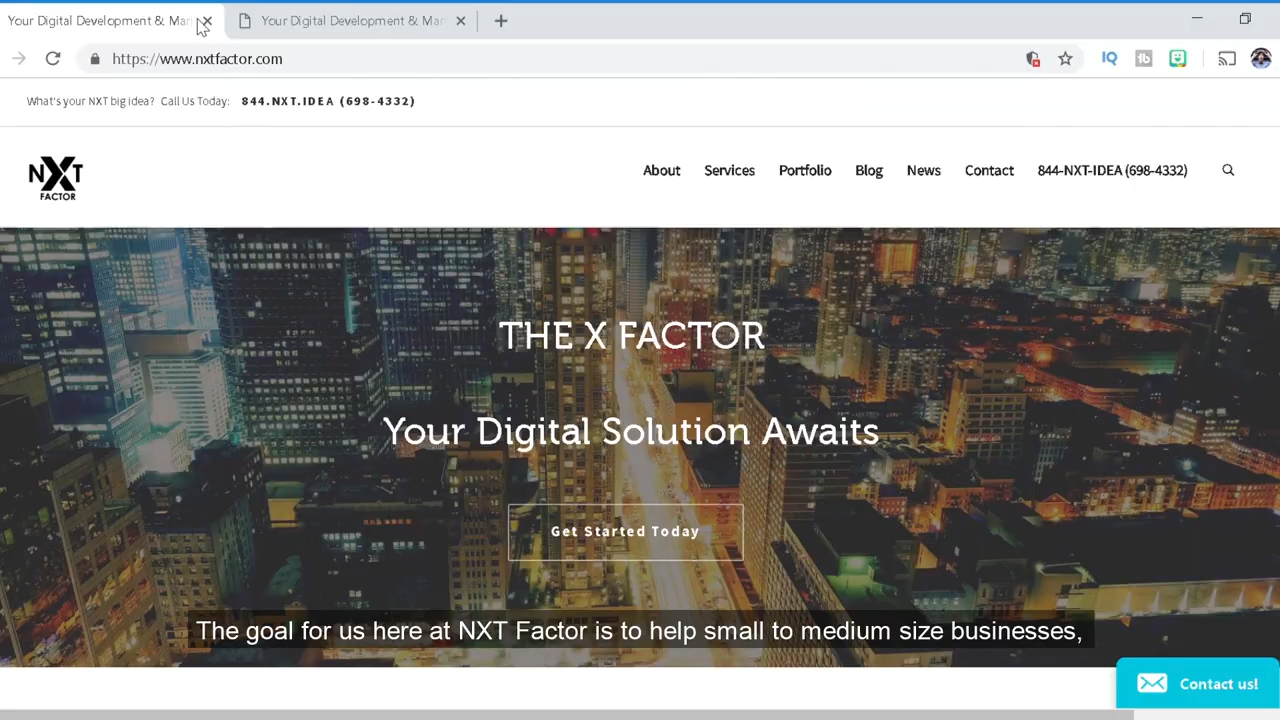 Your Digital Development & Mar
Your Digital Development & Mar
https://www.nxtfactor.com
IQ
tb
What's your NXT big idea? Call Us Today: 844.NXT.IDEA (698-4332)
NXT
FACTOR
About
Services
Portfolio
Blog
News
Contact
844-NXT-IDEA (698-4332)
THE X FACTOR
Your Digital Solution Awaits
Get Started Today
The goal for us here at NXT Factor is to help small to medium size businesses,
Contact us!